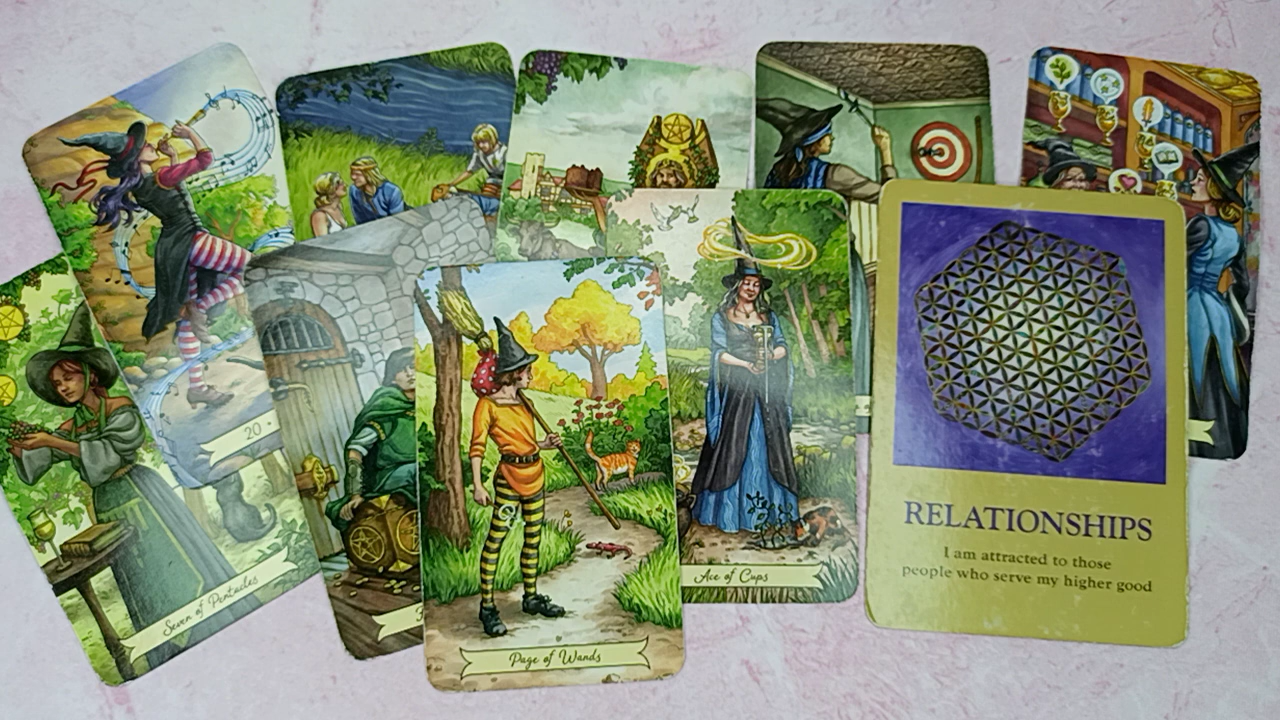 20 •
Seven of Pentacles
Page of Wands
Ace of Cups
RELATIONSHIPS
I am attracted to those
people who serve my higher good